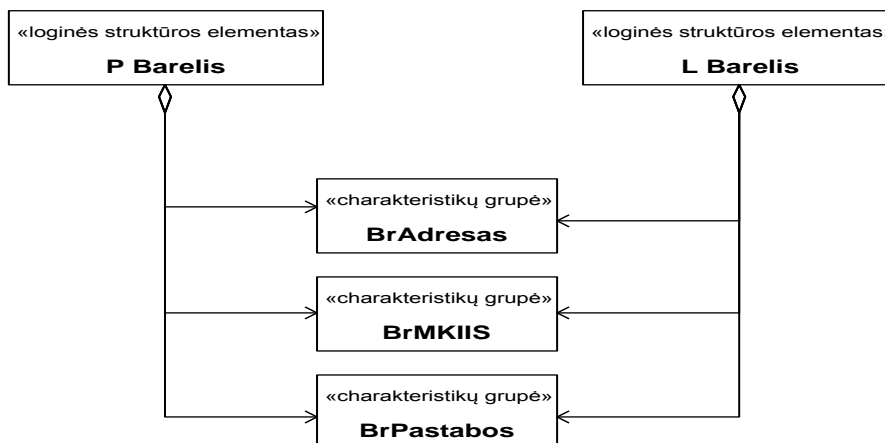 «loginės struktūros elementas»
P Barelis
«loginės struktūros elementas»
L Barelis
«charakteristikų grupė»
BrAdresas
«charakteristikų grupė»
BrMKIIS
«charakteristikų grupė»
BrPastabos